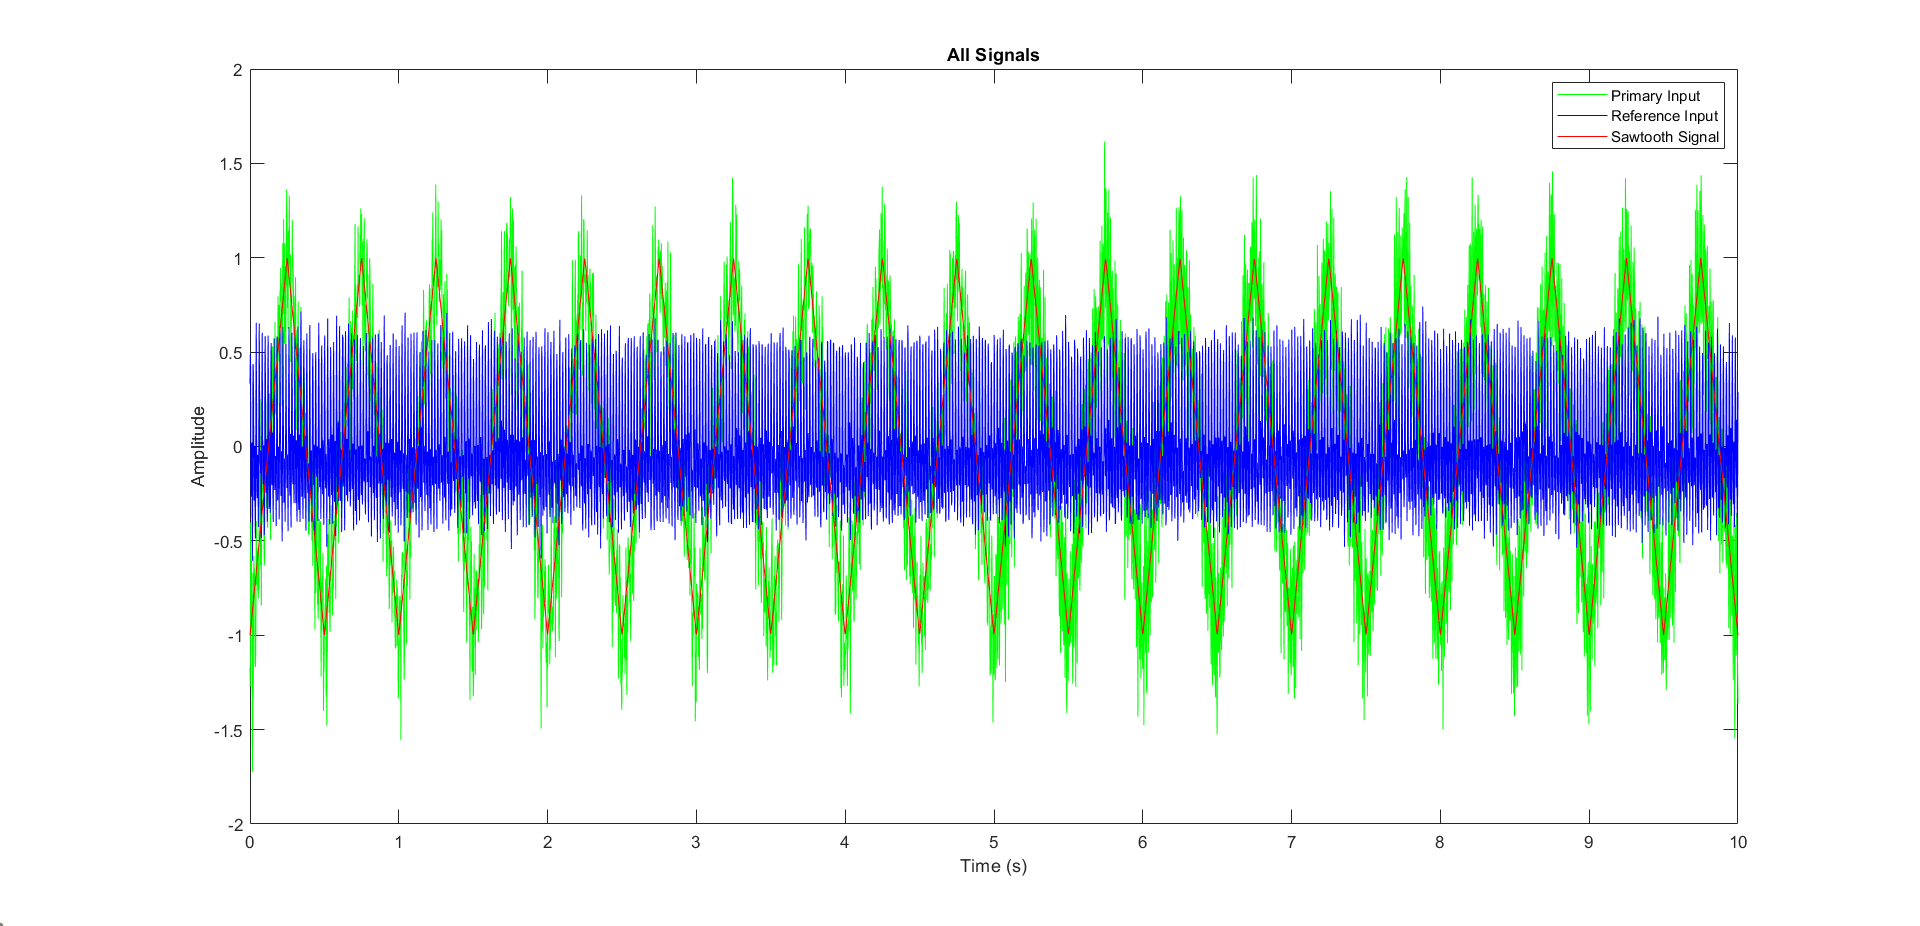 All Signals
Primary Input
Reference Input
Sawtooth Signal
2
1.5
1
0.5
0
-0.5
-1
-1.5
-2
Amplitude
0 1 2 3 4 5 6 7 8 9 10
Time (s)